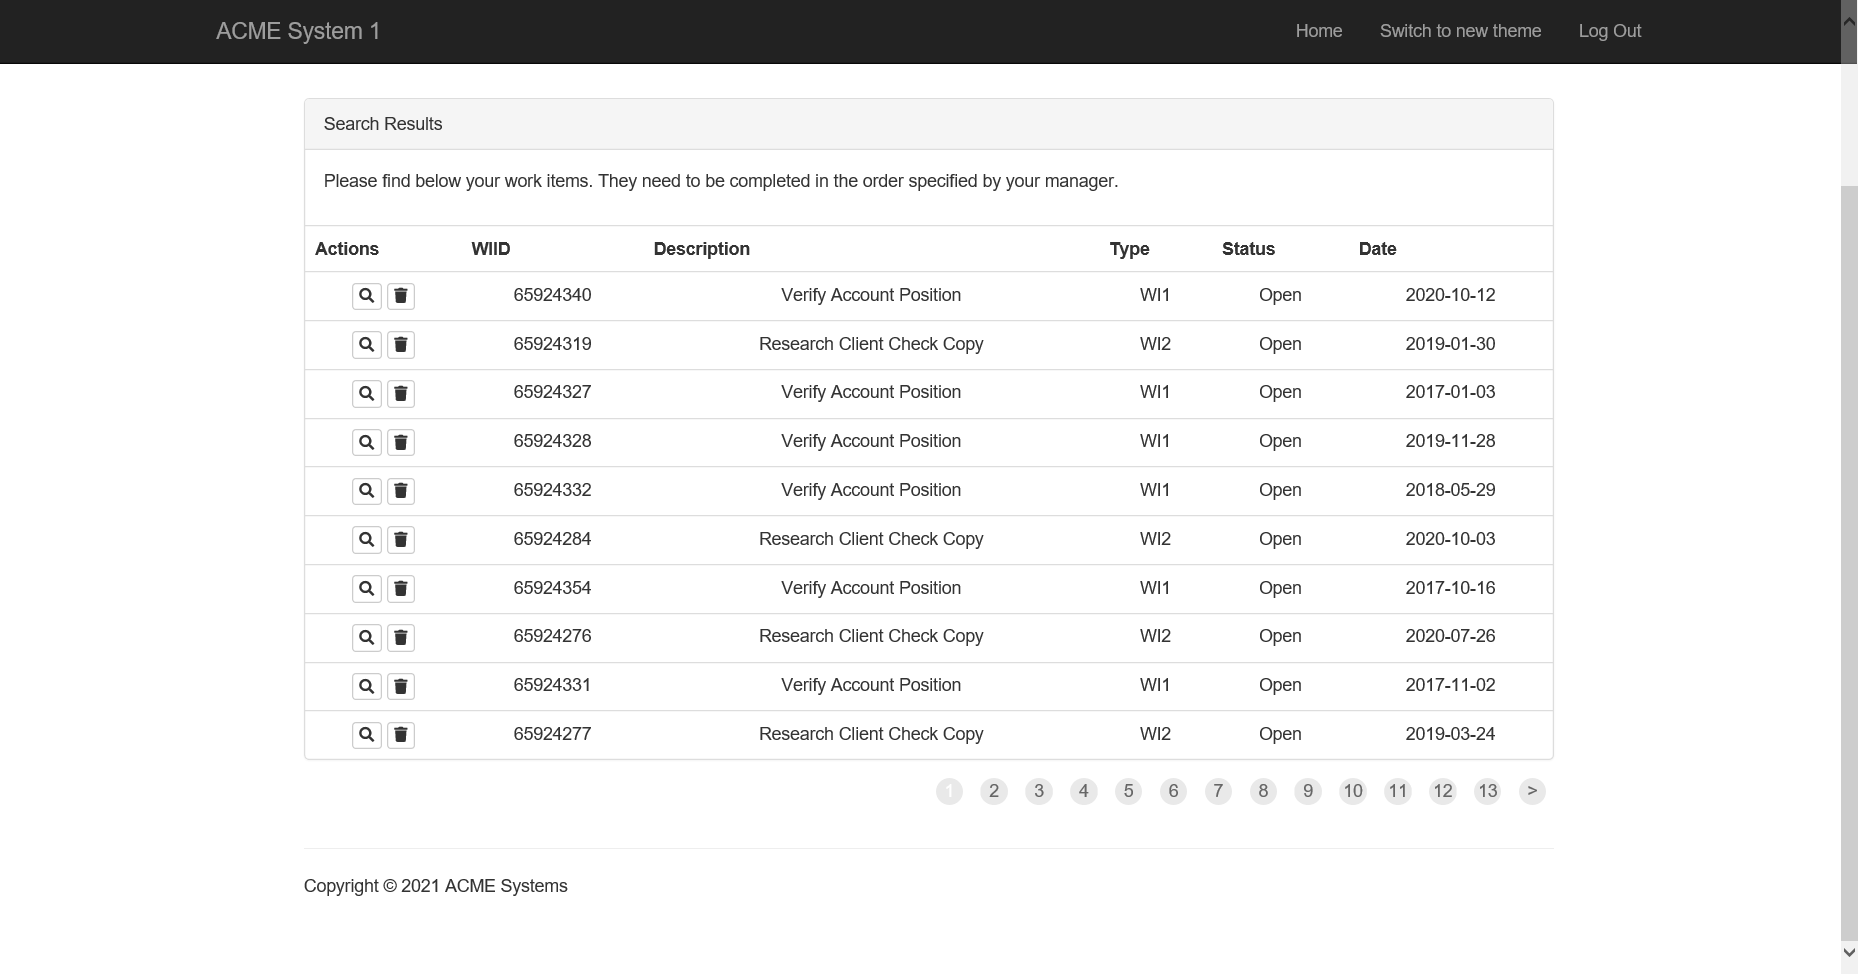 ACME System 1 Home Switch to new theme Log Out
Search Results
Please find below your work items. They need to be completed in the order specified by your manager.
Actions WIID Description Type Status Date
65924340 Verify Account Position WI1 Open 2020-10-12
65924319 Research Client Check Copy WI2 Open 2019-01-30
65924327 Verify Account Position WI1 Open 2017-01-03
65924328 Verify Account Position WI1 Open 2019-11-28
65924332 Verify Account Position WI1 Open 2018-05-29
65924284 Research Client Check Copy WI2 Open 2020-10-03
65924354 Verify Account Position WI1 Open 2017-10-16
65924276 Research Client Check Copy WI2 Open 2020-07-26
65924331 Verify Account Position WI1 Open 2017-11-02
65924277 Research Client Check Copy WI2 Open 2019-03-24
1 2 3 4 5 6 7 8 9 10 11 12 13 >
Copyright © 2021 ACME Systems